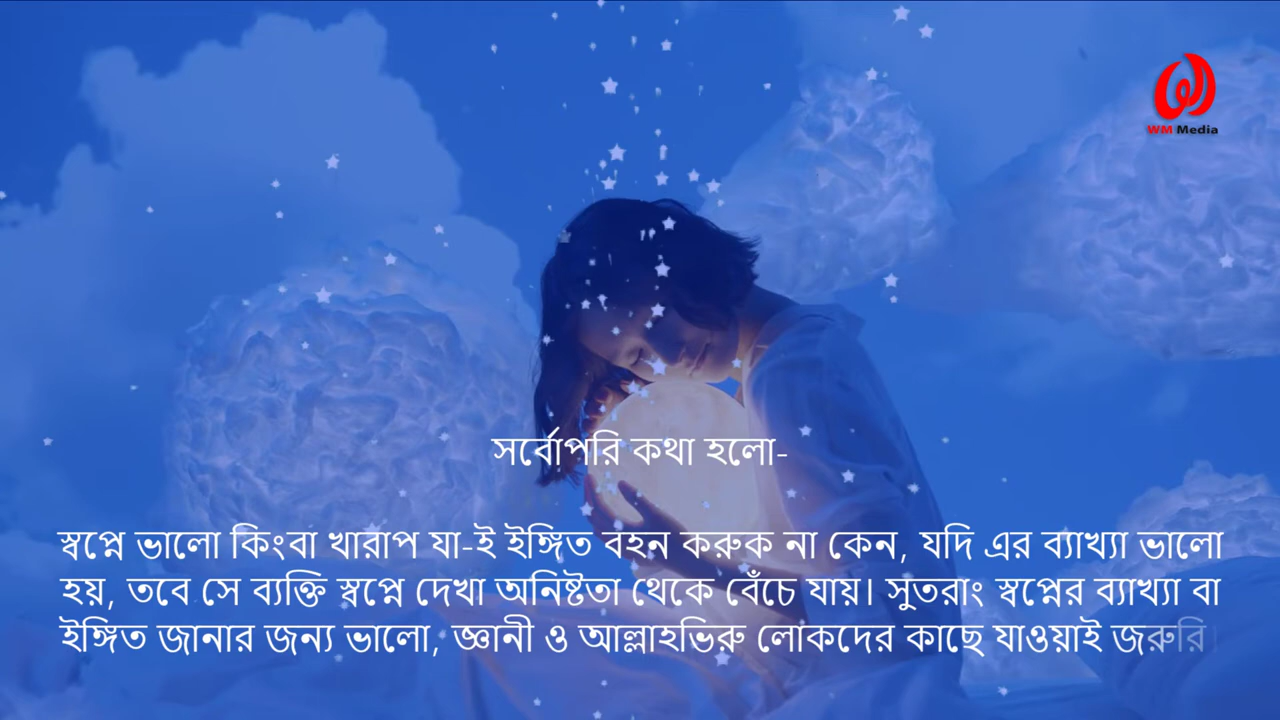 WM Media
সর্বোপরি কথা হলো-
স্বপ্নে ভালো কিংবা খারাপ যা-ই ইঙ্গিত বহন করুক না কেন, যদি এর ব্যাখ্যা ভালো
হয়, তবে সে ব্যক্তি স্বপ্নে দেখা অনিষ্টতা থেকে বেঁচে যায়। সুতরাং স্বপ্নের ব্যাখ্যা বা
ইঙ্গিত জানার জন্য ভালো, জ্ঞানী ও আল্লাহভিরু লোকদের কাছে যাওয়াই জরুরি।